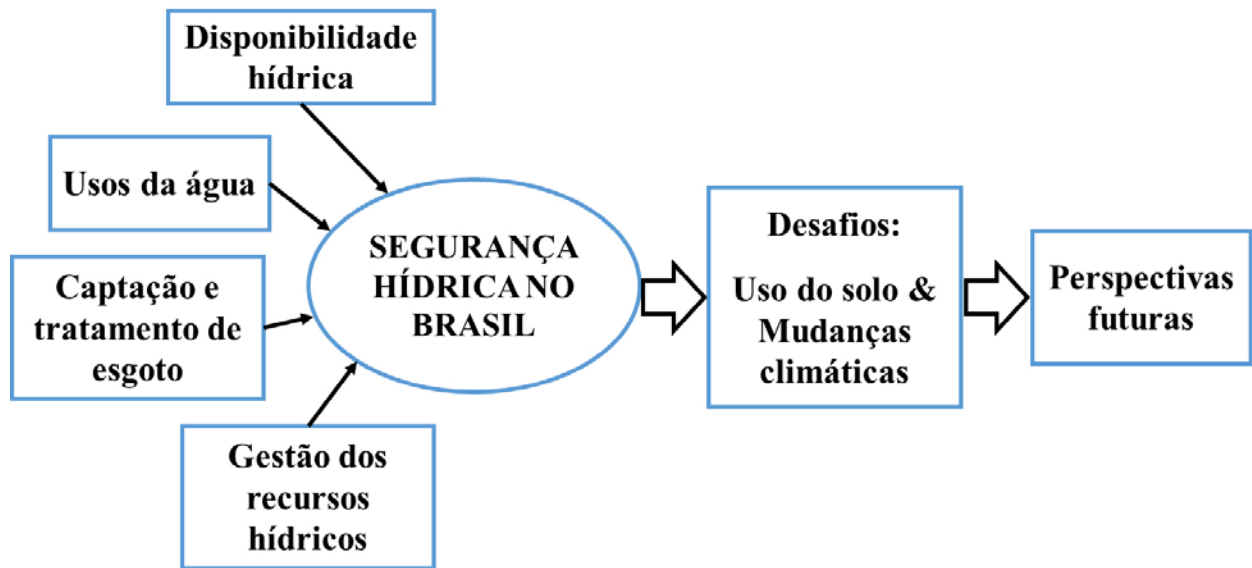 Disponibilidade
hídrica
Usos da água
Captação e
tratamento de
esgoto
Gestão dos
recursos
hídricos
SEGURANÇA
HÍDRICA NO
BRASIL
Desafios:
Uso do solo &
Mudanças
climáticas
Perspectivas
futuras